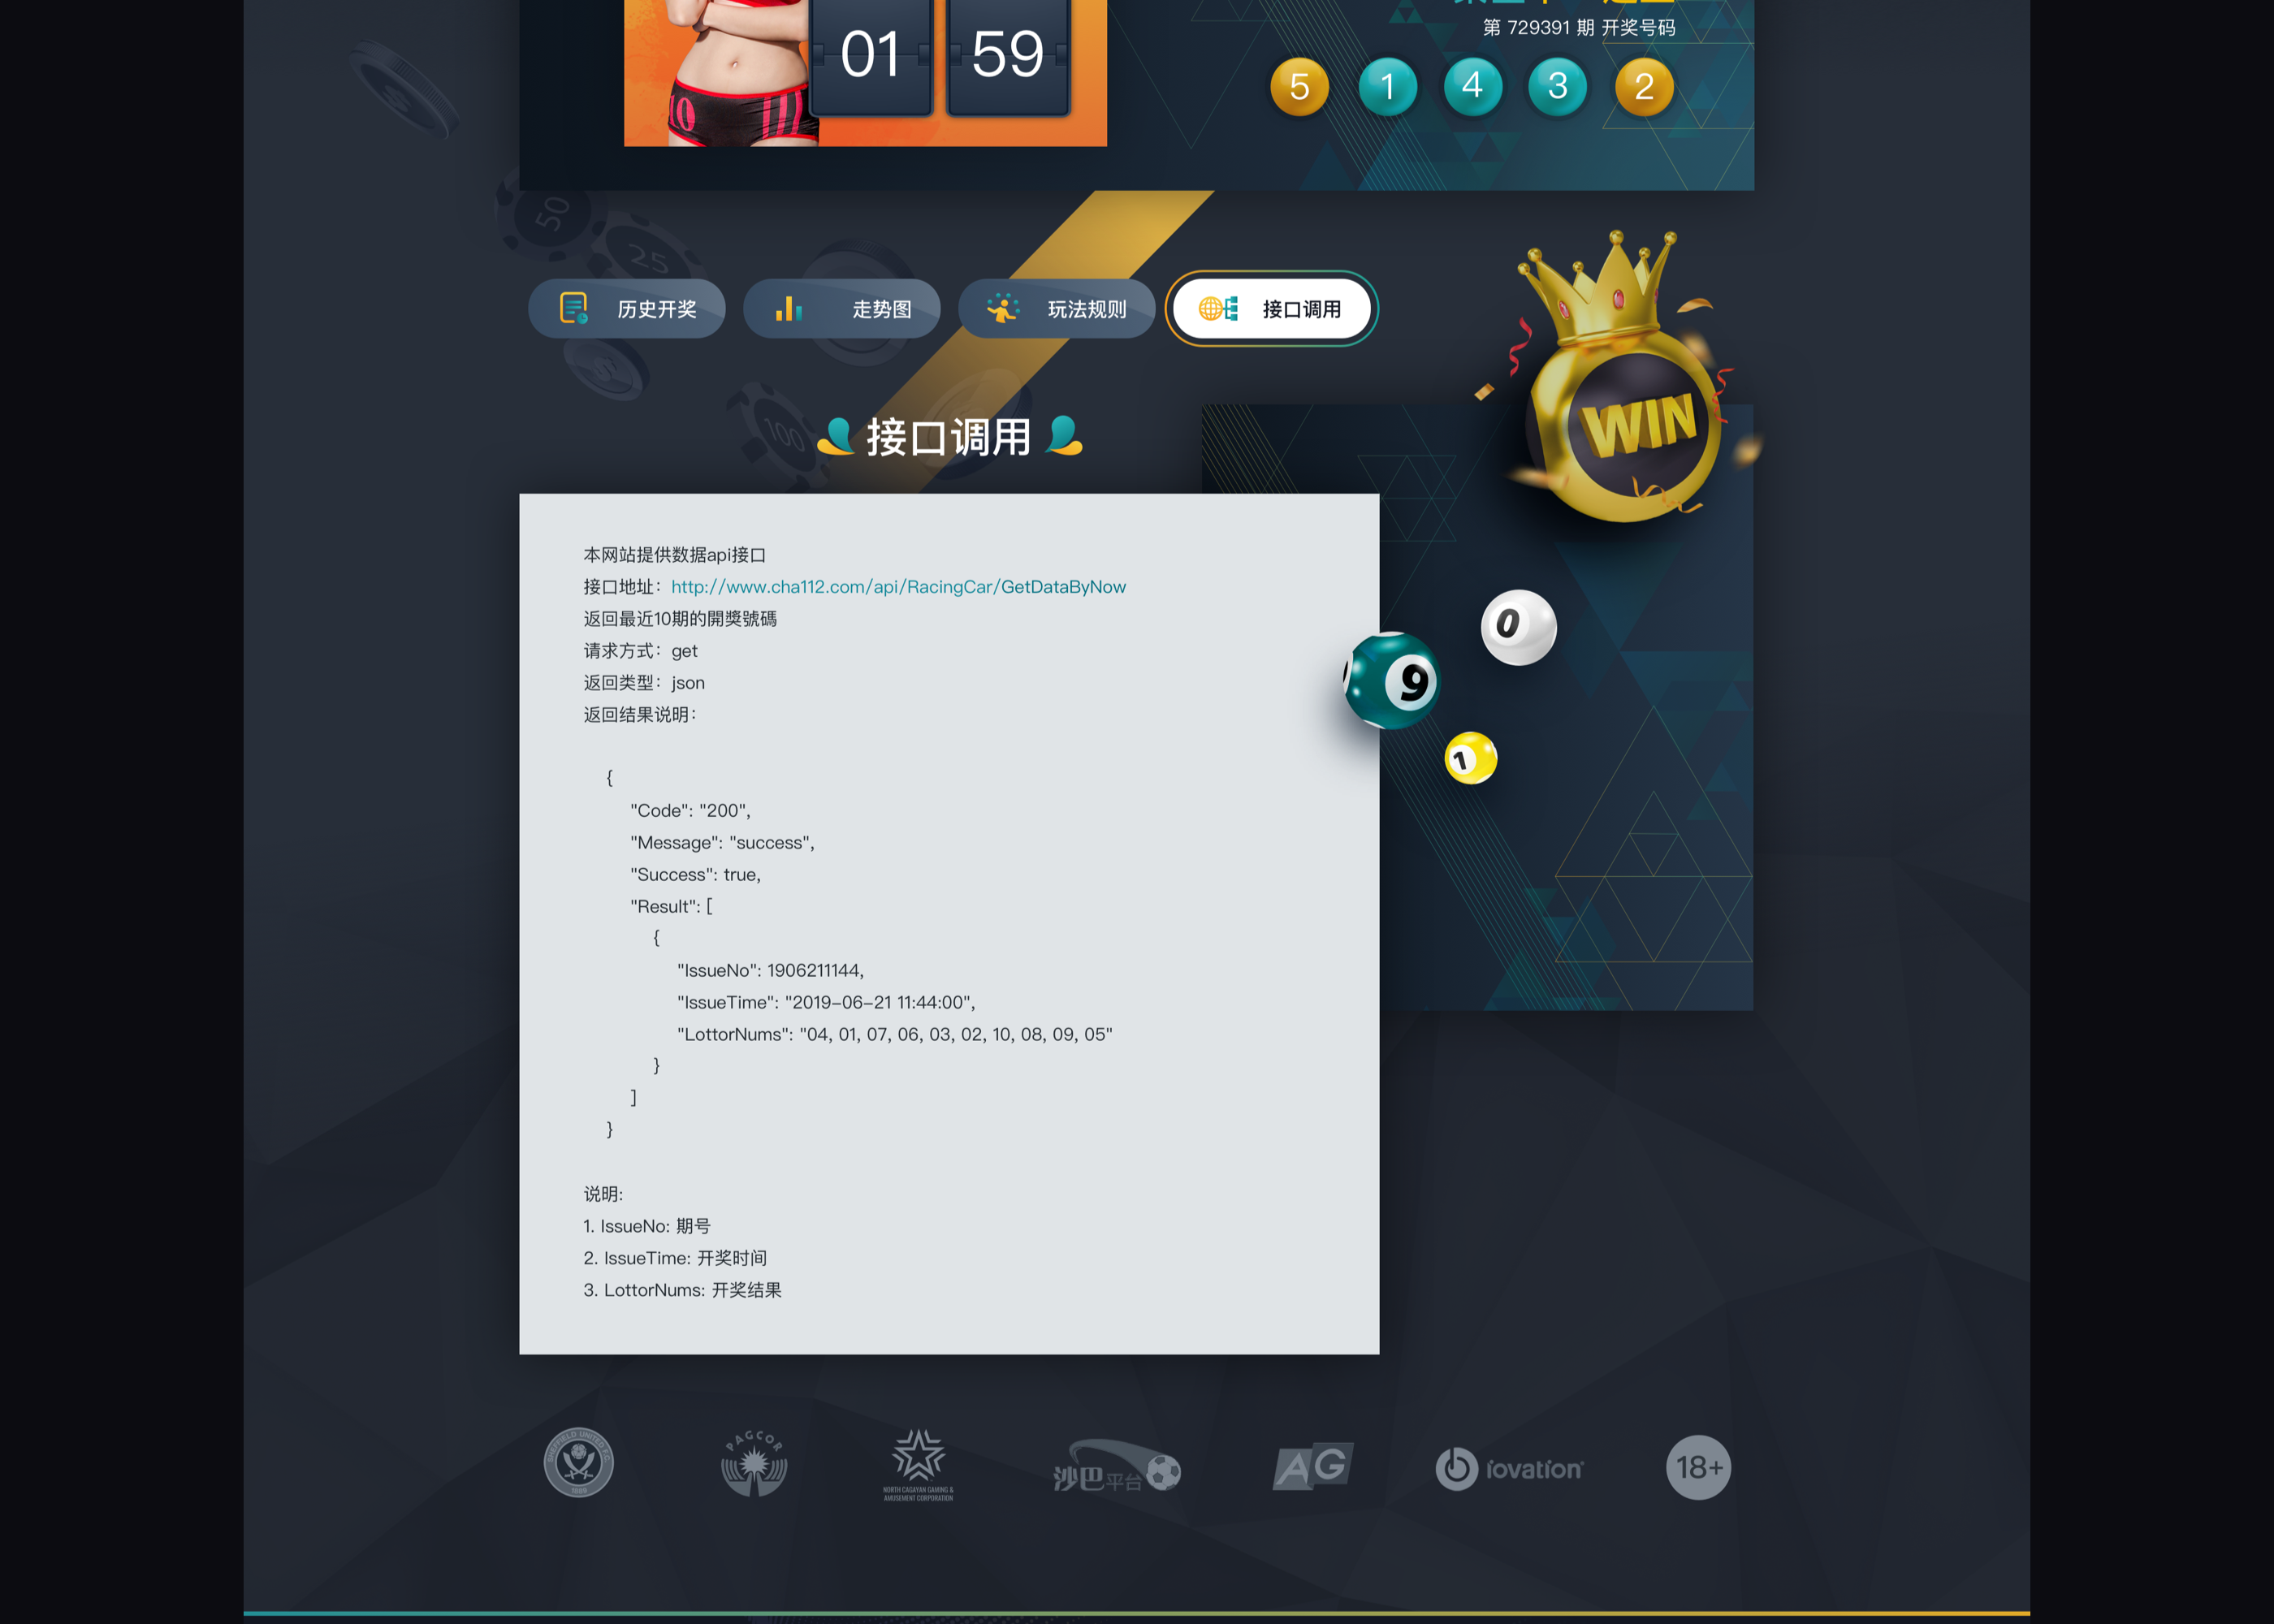 01 59
10
第 729391 期 开奖号码
5 1 4 3 2
50
25
100
历史开奖 走势图 玩法规则 接口调用
WIN
接口调用
本网站提供数据api接口
接口地址：http://www.cha112.com/api/RacingCar/GetDataByNow
返回最近10期的開獎號碼
请求方式：get
返回类型：json
返回结果说明：
{
"Code": "200",
"Message": "success",
"Success": true,
"Result": [
{
"IssueNo": 1906211144,
"IssueTime": "2019-06-21 11:44:00",
"LottorNums": "04, 01, 07, 06, 03, 02, 10, 08, 09, 05"
}
]
}
0
9
1
说明:
1. IssueNo: 期号
2. IssueTime: 开奖时间
3. LottorNums: 开奖结果
SHEFFIELD UNITED F.C. 1889
PAGCOR
NORTH CAGAYAN GAMING &
AMUSEMENT CORPORATION
沙巴平台
AG
iovation
18+